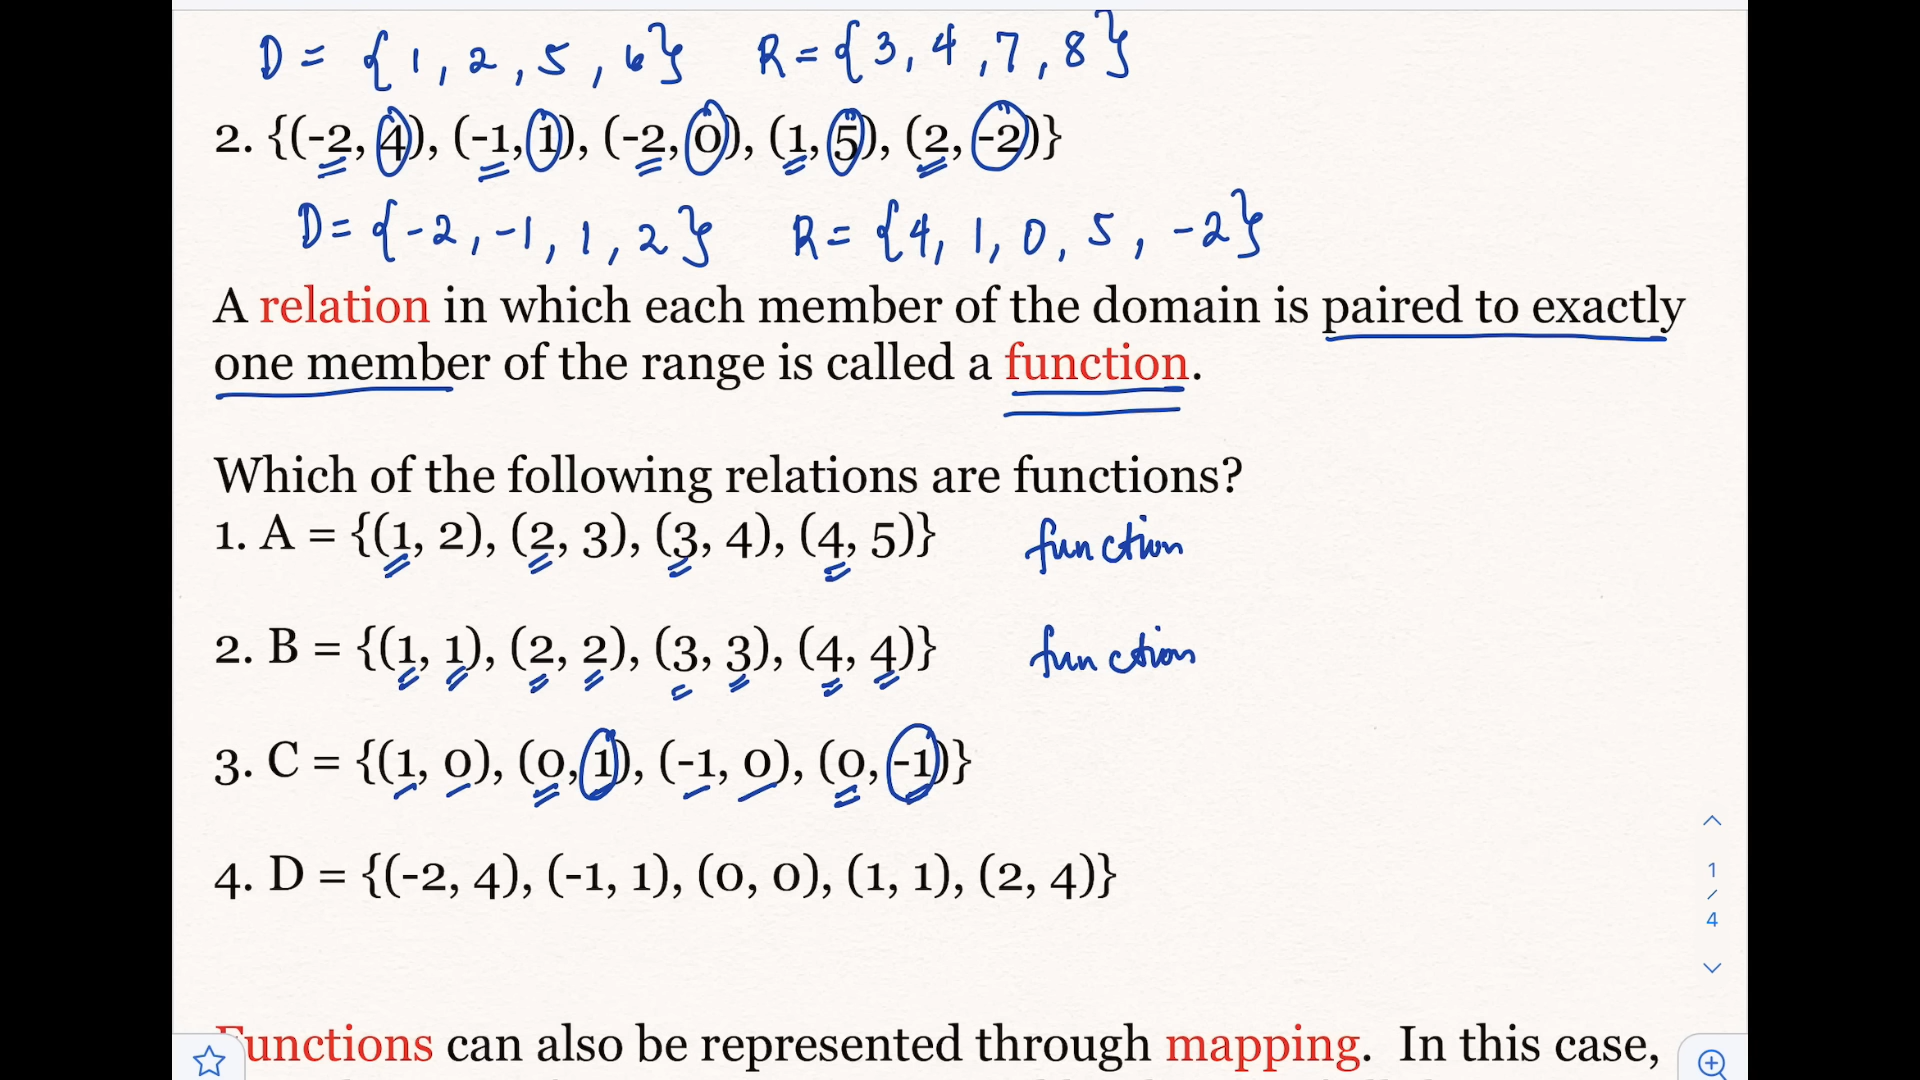 D = {1, 2, 5, 6} R = {3, 4, 7, 8}
2. {(-2, 4), (-1, 1), (-2, 0), (1, 5), (2, -2)}
D = {-2, -1, 1, 2} R = {4, 1, 0, 5, -2}
A relation in which each member of the domain is paired to exactly
one member of the range is called a function.
Which of the following relations are functions?
1. A = {(1, 2), (2, 3), (3, 4), (4, 5)} function
2. B = {(1, 1), (2, 2), (3, 3), (4, 4)} function
3. C = {(1, 0), (0, 1), (-1, 0), (0, -1)}
4. D = {(-2, 4), (-1, 1), (0, 0), (1, 1), (2, 4)}
1
/
4
Functions can also be represented through mapping. In this case,